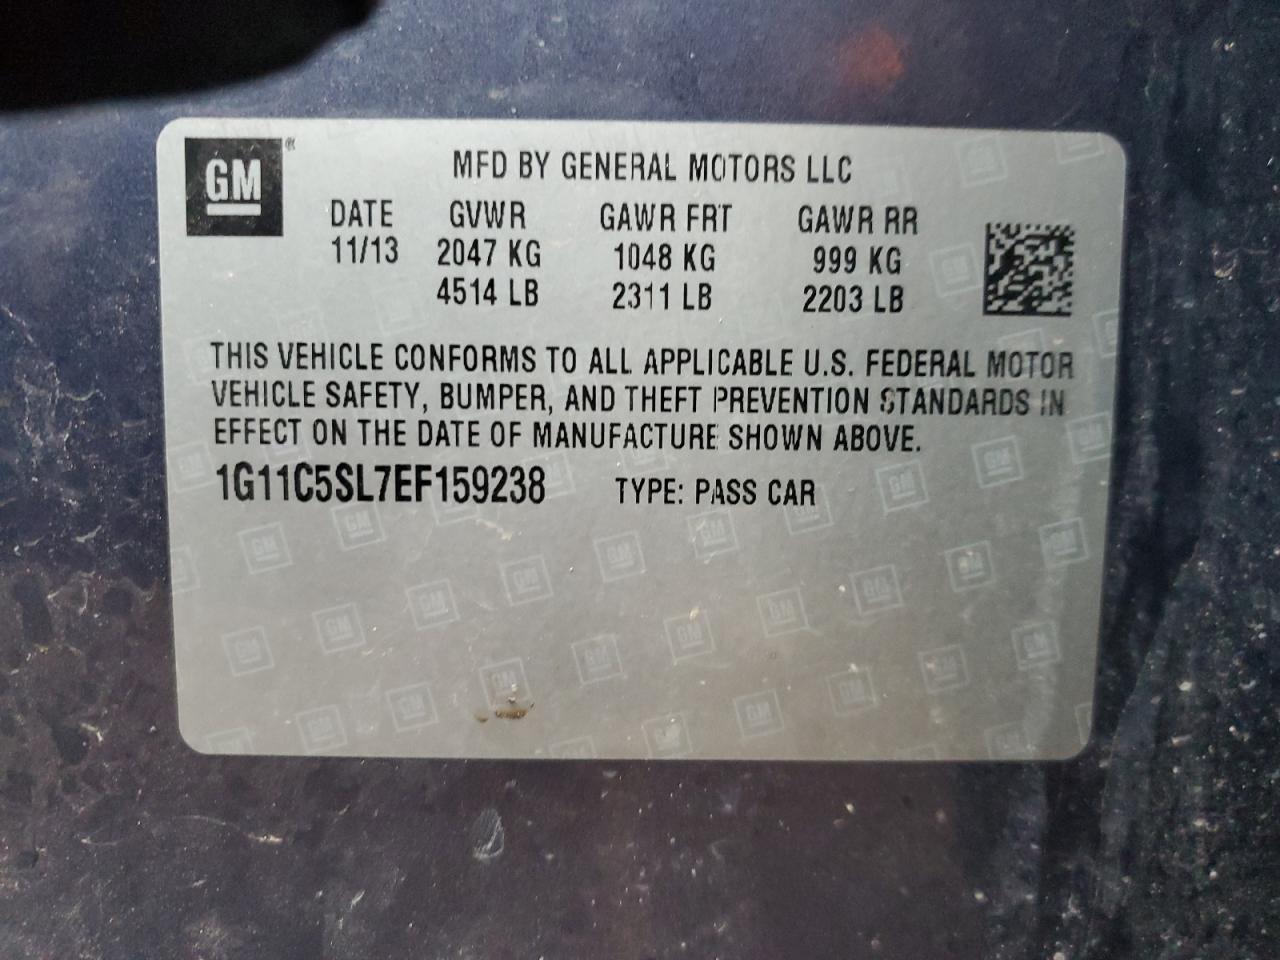 GM®
MFD BY GENERAL MOTORS LLC
DATE GVWR GAWR FRT GAWR RR
11/13 2047 KG 1048 KG 999 KG
4514 LB 2311 LB 2203 LB
THIS VEHICLE CONFORMS TO ALL APPLICABLE U.S. FEDERAL MOTOR
VEHICLE SAFETY, BUMPER, AND THEFT PREVENTION STANDARDS IN
EFFECT ON THE DATE OF MANUFACTURE SHOWN ABOVE.
1G11C5SL7EF159238 TYPE: PASS CAR